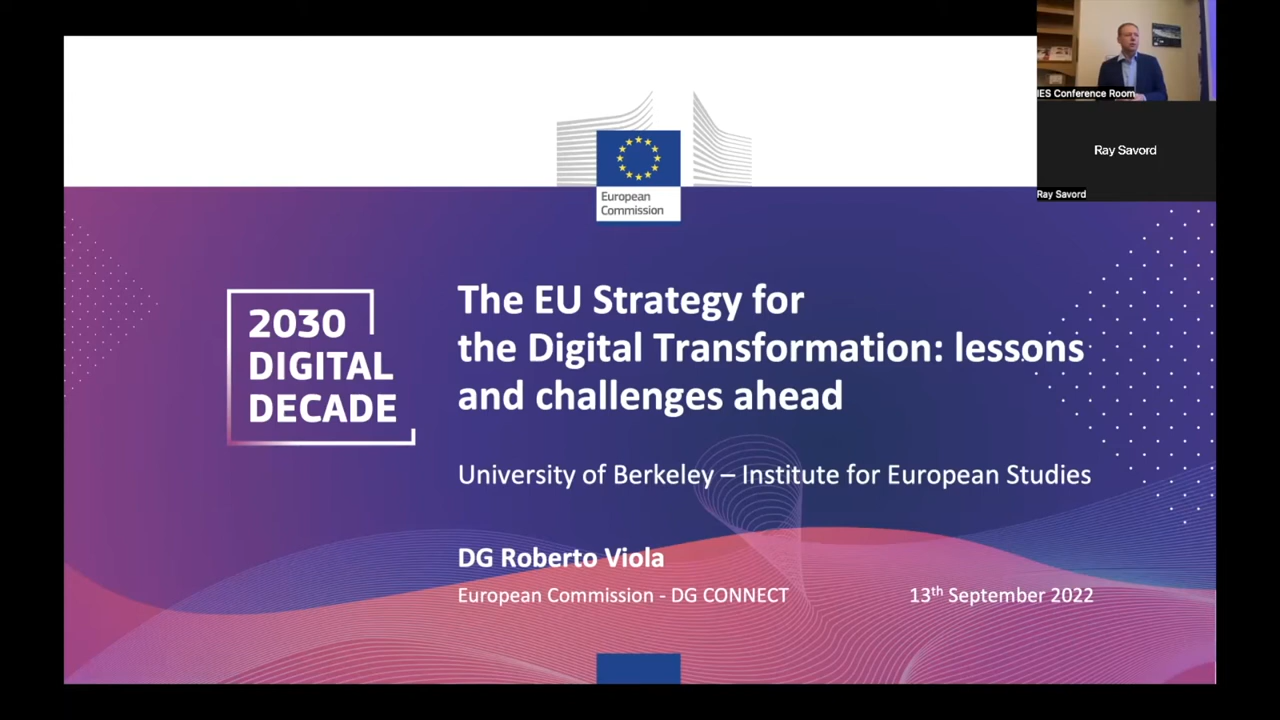 IES Conference Room
Ray Savord
Ray Savord
European
Commission
2030
DIGITAL
DECADE
The EU Strategy for
the Digital Transformation: lessons
and challenges ahead
University of Berkeley – Institute for European Studies
DG Roberto Viola
European Commission - DG CONNECT
13th September 2022